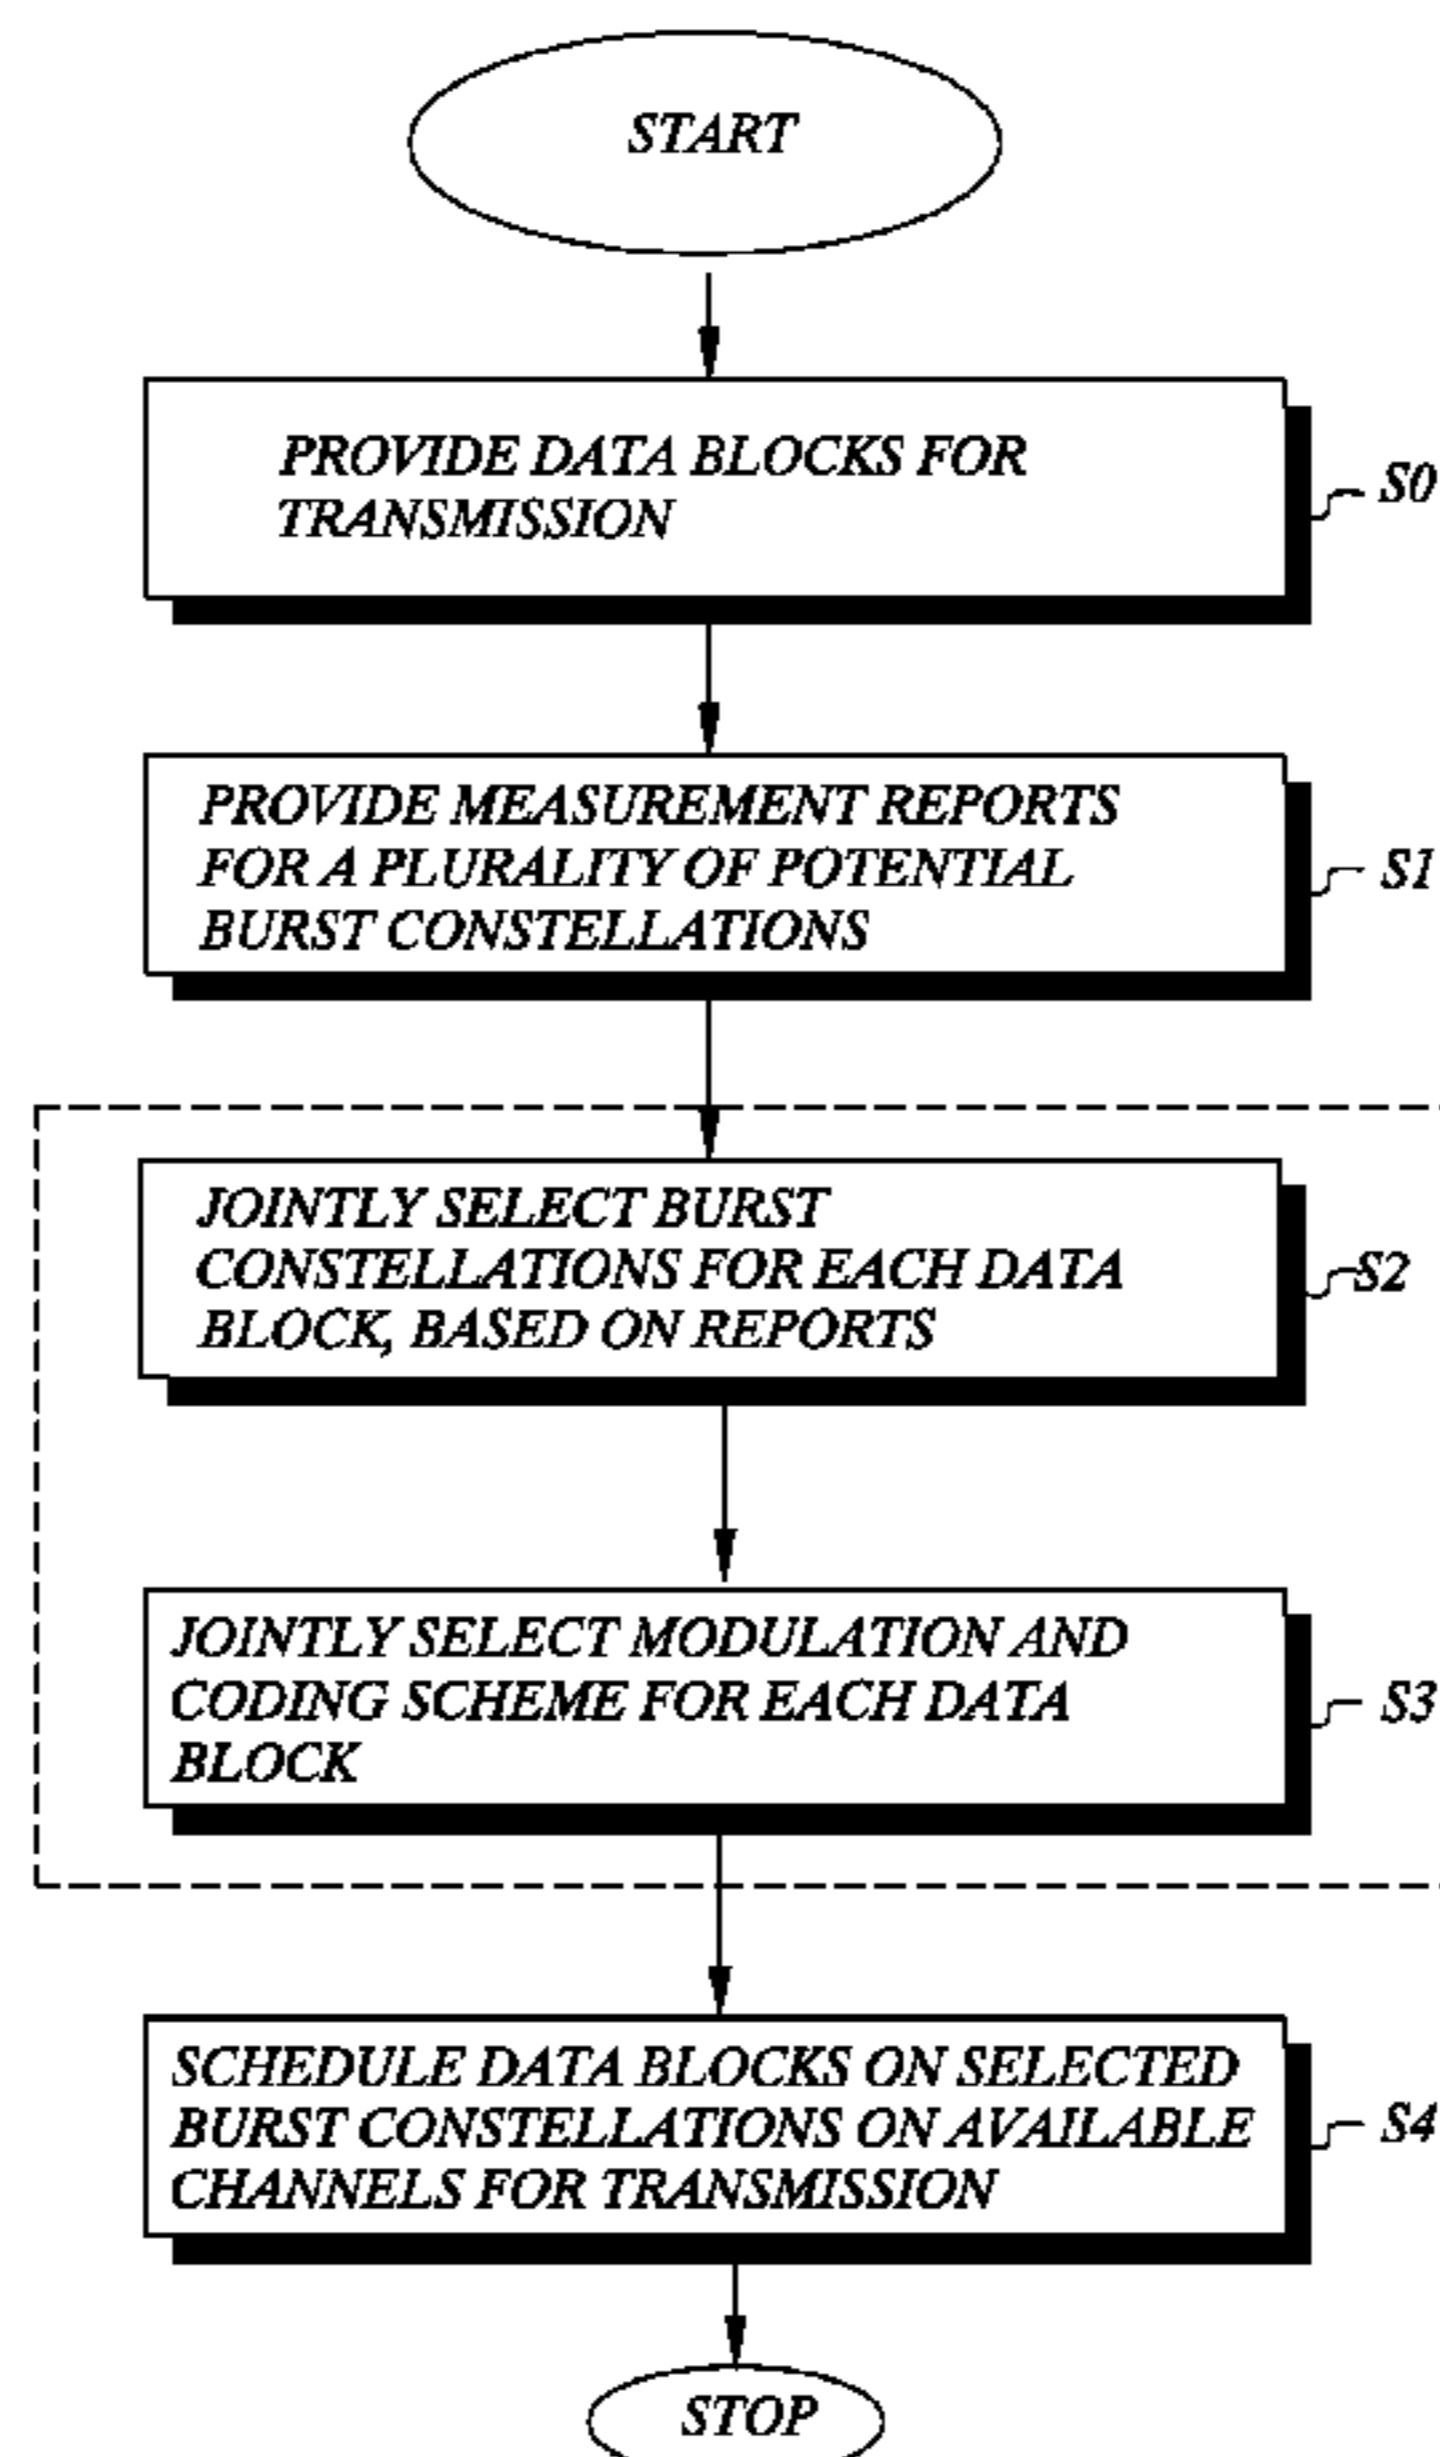 START
PROVIDE DATA BLOCKS FOR
TRANSMISSION
S0
PROVIDE MEASUREMENT REPORTS
FOR A PLURALITY OF POTENTIAL
BURST CONSTELLATIONS
S1
JOINTLY SELECT BURST
CONSTELLATIONS FOR EACH DATA
BLOCK, BASED ON REPORTS
S2
JOINTLY SELECT MODULATION AND
CODING SCHEME FOR EACH DATA
BLOCK
S3
SCHEDULE DATA BLOCKS ON SELECTED
BURST CONSTELLATIONS ON AVAILABLE
CHANNELS FOR TRANSMISSION
S4
STOP